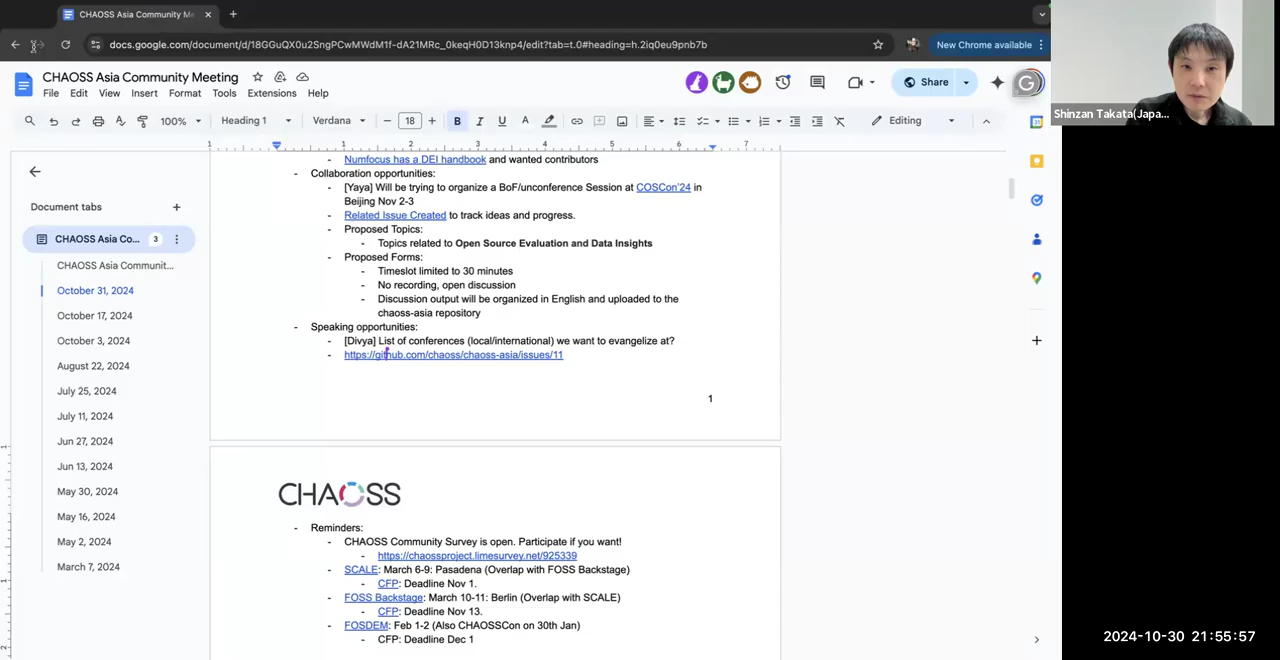 CHAOSS Asia Community Me
docs.google.com/document/d/18GGuQX0u2SngPCwMWdM1f-dA21MRc_0keqH0D13knp4/edit?tab=t.0#heading=h.2iq0eu9pnb7b
New Chrome available
CHAOSS Asia Community Meeting
File Edit View Insert Format Tools Extensions Help
Share
100% Heading 1 Verdana 18 Editing
Shinzan Takata(Japa...
1 1 2 3 4 5 6 7
Document tabs
CHAOSS Asia Co... 3
CHAOSS Asia Communit...
October 31, 2024
October 17, 2024
October 3, 2024
August 22, 2024
July 25, 2024
July 11, 2024
Jun 27, 2024
Jun 13, 2024
May 30, 2024
May 16, 2024
May 2, 2024
March 7, 2024
- Numfocus has a DEI handbook and wanted contributors
- Collaboration opportunities:
- [Yaya] Will be trying to organize a BoF/unconference Session at COSCon'24 in
Beijing Nov 2-3
- Related Issue Created to track ideas and progress.
- Proposed Topics:
- Topics related to Open Source Evaluation and Data Insights
- Proposed Forms:
- Timeslot limited to 30 minutes
- No recording, open discussion
- Discussion output will be organized in English and uploaded to the
chaoss-asia repository
- Speaking opportunities:
- [Divya] List of conferences (local/international) we want to evangelize at?
- https://github.com/chaoss/chaoss-asia/issues/11
1
CHAOSS
- Reminders:
- CHAOSS Community Survey is open. Participate if you want!
- https://chaossproject.limesurvey.net/925339
- SCALE: March 6-9: Pasadena (Overlap with FOSS Backstage)
- CFP: Deadline Nov 1.
- FOSS Backstage: March 10-11: Berlin (Overlap with SCALE)
- CFP: Deadline Nov 13.
- FOSDEM: Feb 1-2 (Also CHAOSSCon on 30th Jan)
- CFP: Deadline Dec 1
2024-10-30 21:55:57